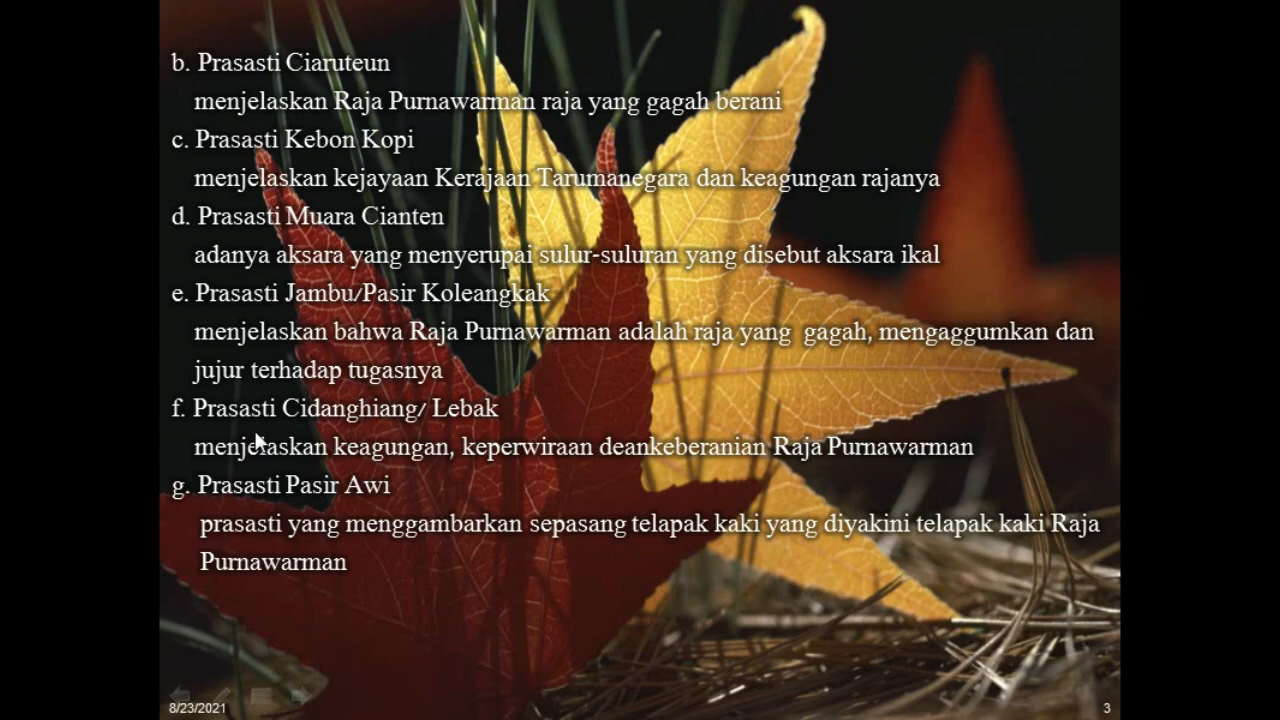 b. Prasasti Ciaruteun
menjelaskan Raja Purnawarman raja yang gagah berani
c. Prasasti Kebon Kopi
menjelaskan kejayaan Kerajaan Tarumanegara dan keagungan rajanya
d. Prasasti Muara Cianten
adanya aksara yang menyerupai sulur-suluran yang disebut aksara ikal
e. Prasasti Jambu/Pasir Koleangkak
menjelaskan bahwa Raja Purnawarman adalah raja yang gagah, mengaggumkan dan
jujur terhadap tugasnya
f. Prasasti Cidanghiang/ Lebak
menjelaskan keagungan, keperwiraan deankeberanian Raja Purnawarman
g. Prasasti Pasir Awi
prasasti yang menggambarkan sepasang telapak kaki yang diyakini telapak kaki Raja
Purnawarman
8/23/2021
3